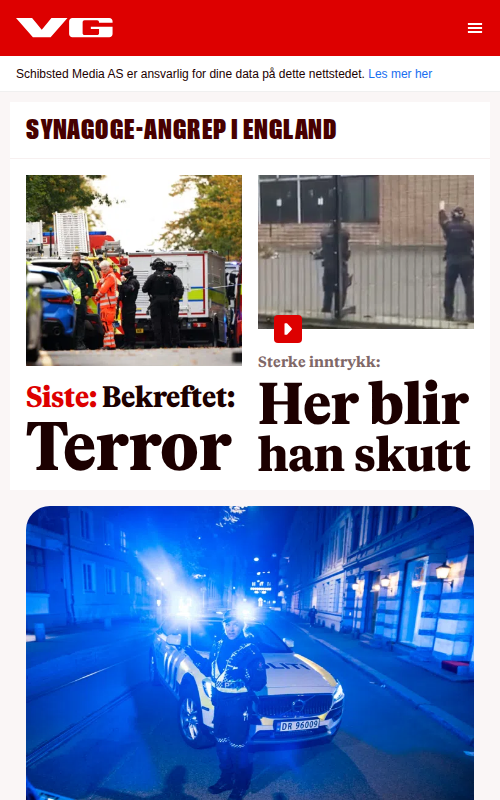 VG
Schibsted Media AS er ansvarlig for dine data på dette nettstedet. Les mer her
SYNAGOGE-ANGREP I ENGLAND
Siste: Bekreftet:
Terror
Sterke inntrykk:
Her blir
han skutt
POLITI
DR 96009